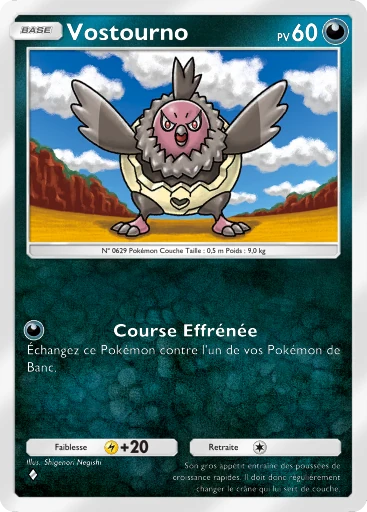 BASE
Vostourno
PV 60
N° 0629 Pokémon Couche Taille : 0,5 m Poids : 9,0 kg
Course Effrénée
Échangez ce Pokémon contre l'un de vos Pokémon de
Banc.
Faiblesse +20
Retraite
Illus. Shigenori Negishi
Son gros appétit entraîne des poussées de
croissance rapides. Il doit donc régulièrement
changer le crâne qui lui sert de couche.